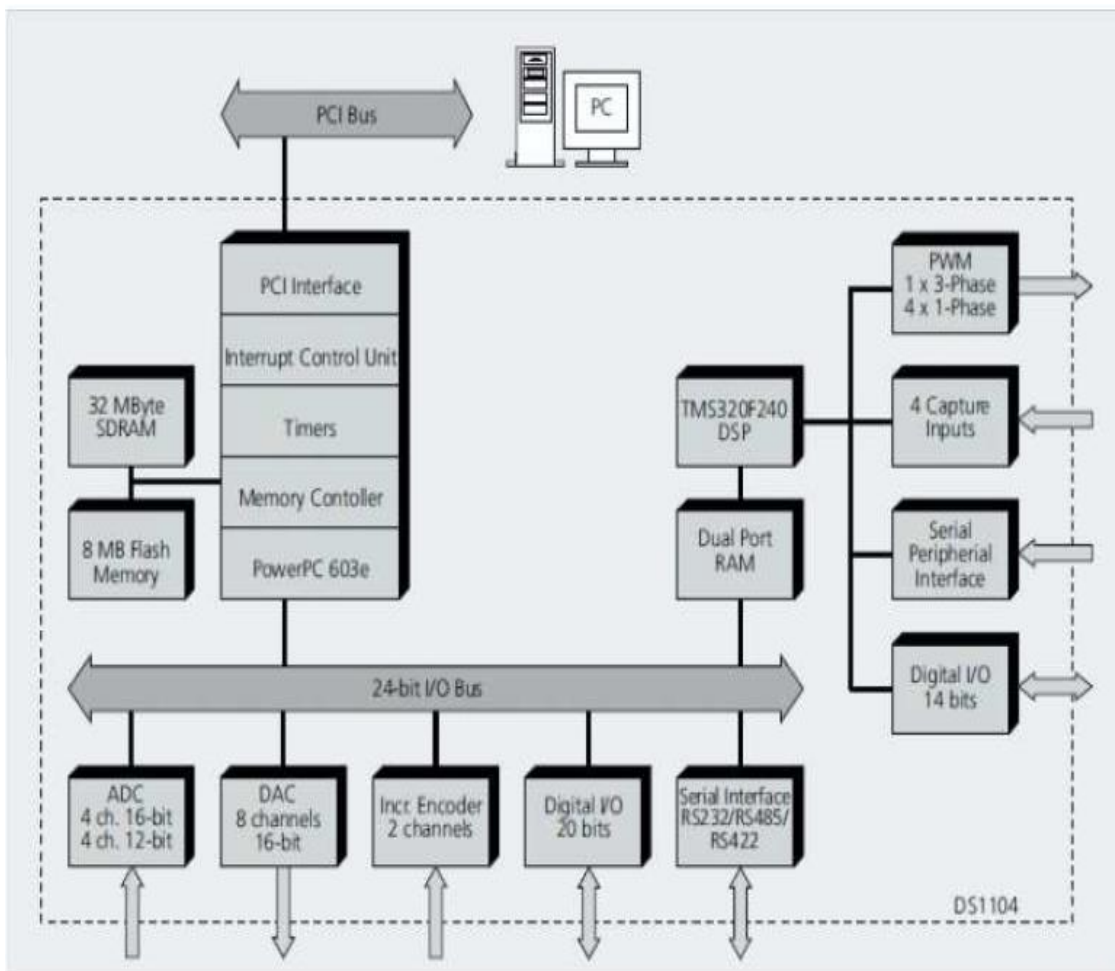 PCI Bus
PC
PCI Interface
Interrupt Control Unit
Timers
Memory Contoller
PowerPC 603e
32 MByte
SDRAM
8 MB Flash
Memory
TMS320F240
DSP
Dual Port
RAM
PWM
1 x 3-Phase
4 x 1-Phase
4 Capture
Inputs
Serial
Peripherial
Interface
Digital I/O
14 bits
24-bit I/O Bus
ADC
4 ch. 16-bit
4 ch. 12-bit
DAC
8 channels
16-bit
Incr. Encoder
2 channels
Digital I/O
20 bits
Serial Interface
RS232/RS485/
RS422
DS1104